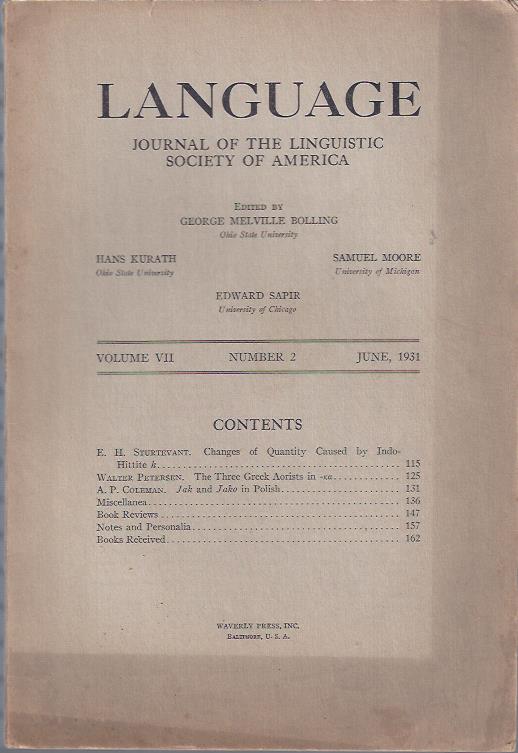 LANGUAGE
JOURNAL OF THE LINGUISTIC
SOCIETY OF AMERICA
EDITED BY
GEORGE MELVILLE BOLLING
Ohio State University
HANS KURATH SAMUEL MOORE
Ohio State University University of Michigan
EDWARD SAPIR
University of Chicago
VOLUME VII NUMBER 2 JUNE, 1931
CONTENTS
E. H. STURTEVANT. Changes of Quantity Caused by Indo-
Hittite h.................................................. 115
WALTER PETERSEN. The Three Greek Aorists in -κα............. 125
A. P. COLEMAN. Jak and Jako in Polish........................ 131
Miscellanea.................................................. 136
Book Reviews................................................. 147
Notes and Personalia......................................... 157
Books Received............................................... 162
WAVERLY PRESS, INC.
BALTIMORE, U. S. A.